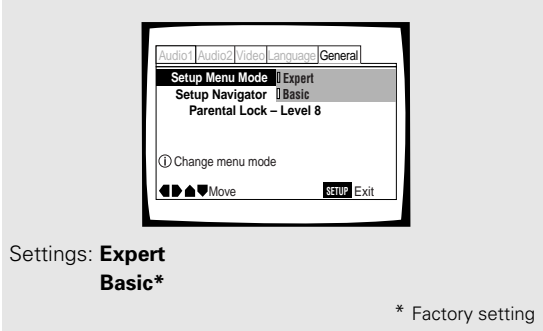 Audio1 Audio2 Video Language General
Setup Menu Mode Expert
Setup Navigator Basic
Parental Lock – Level 8
ⓘ Change menu mode
Move SETUP Exit
Settings: Expert
Basic*
* Factory setting